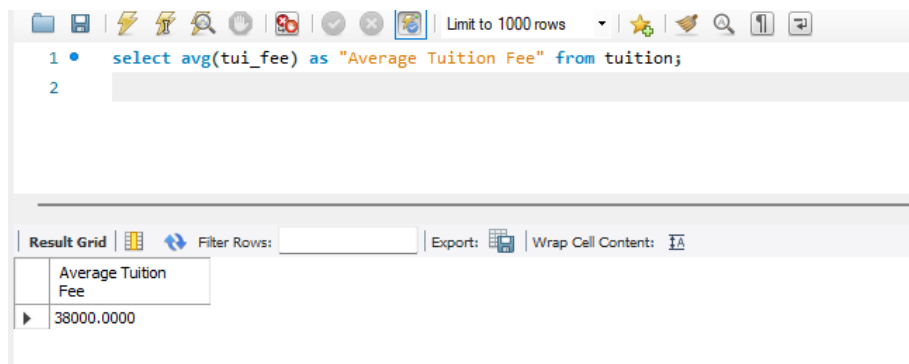 Limit to 1000 rows
1 select avg(tui_fee) as "Average Tuition Fee" from tuition;
2
Result Grid Filter Rows: Export: Wrap Cell Content: IA
Average Tuition
Fee
38000.0000